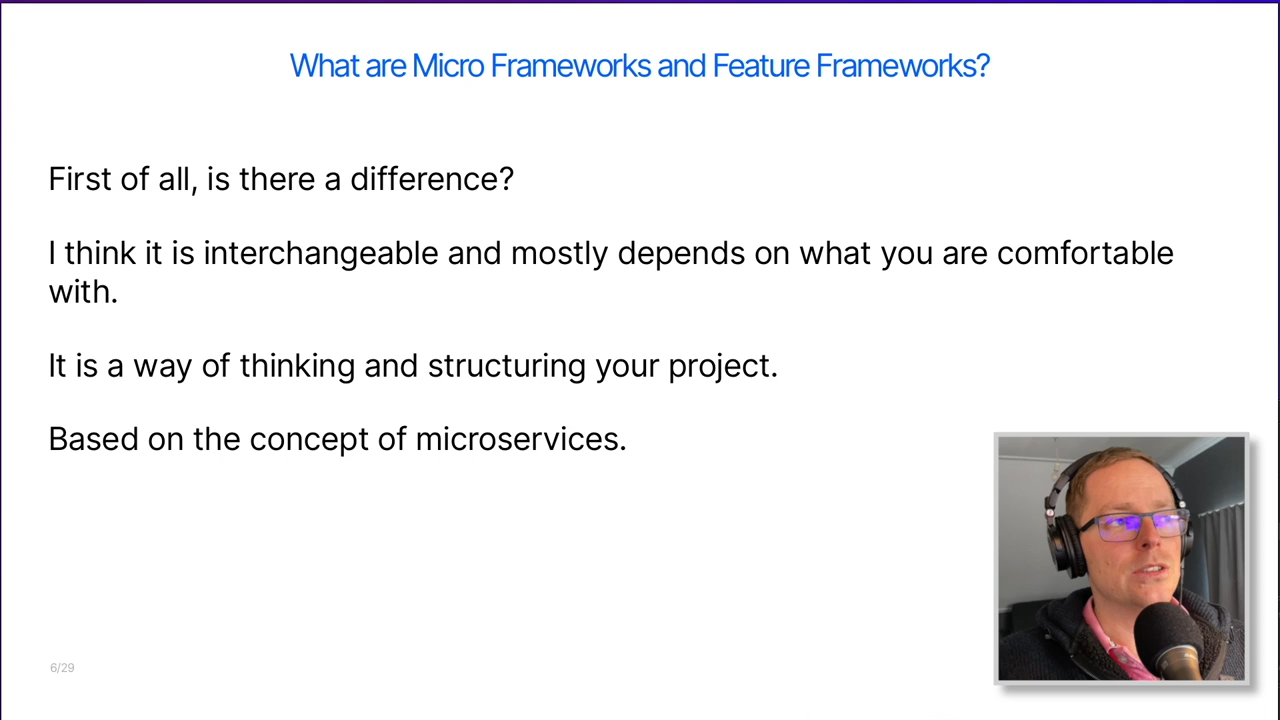 What are Micro Frameworks and Feature Frameworks?
First of all, is there a difference?
I think it is interchangeable and mostly depends on what you are comfortable
with.
It is a way of thinking and structuring your project.
Based on the concept of microservices.
6/29